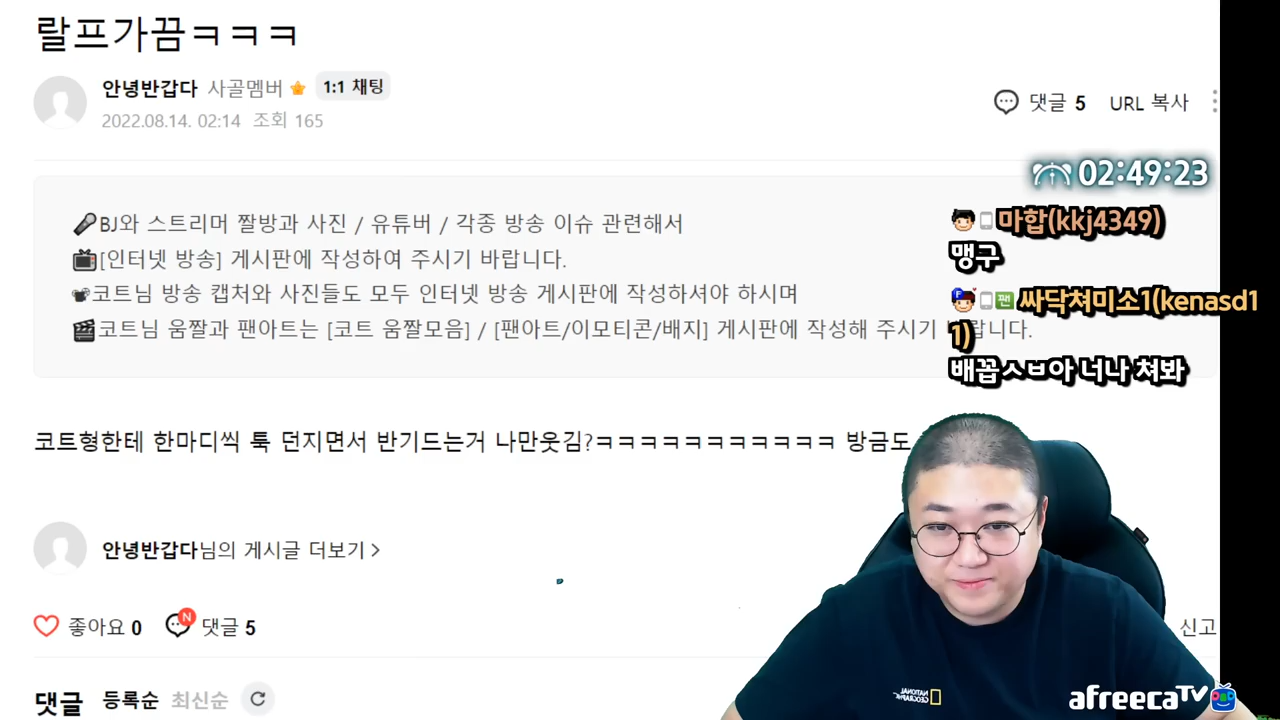 랄프가끔ㅋㅋㅋ
안녕반갑다 사골멤버 1:1 채팅
2022.08.14. 02:14 조회 165
댓글 5 URL 복사
02:49:23
BJ와 스트리머 짤방과 사진 / 유튜버 / 각종 방송 이슈 관련해서
[인터넷 방송] 게시판에 작성하여 주시기 바랍니다.
코트님 방송 캡처와 사진들도 모두 인터넷 방송 게시판에 작성하셔야 하시며
코트님 움짤과 팬아트는 [코트 움짤모음] / [팬아트/이모티콘/배지] 게시판에 작성해 주시기 바랍니다.
마합(kkj4349)
맹구
팬 싸닥쳐미소1(kenasd1
1)
배꼽ㅅㅂ아 너나 쳐봐
코트형한테 한마디씩 툭 던지면서 반기드는거 나만웃김?ㅋㅋㅋㅋㅋㅋㅋㅋㅋㅋㅋ 방금도
안녕반갑다님의 게시글 더보기 >
좋아요 0 N 댓글 5
신고
댓글 등록순 최신순
NATIONAL
GEOGRAPHIC
afreecaTV